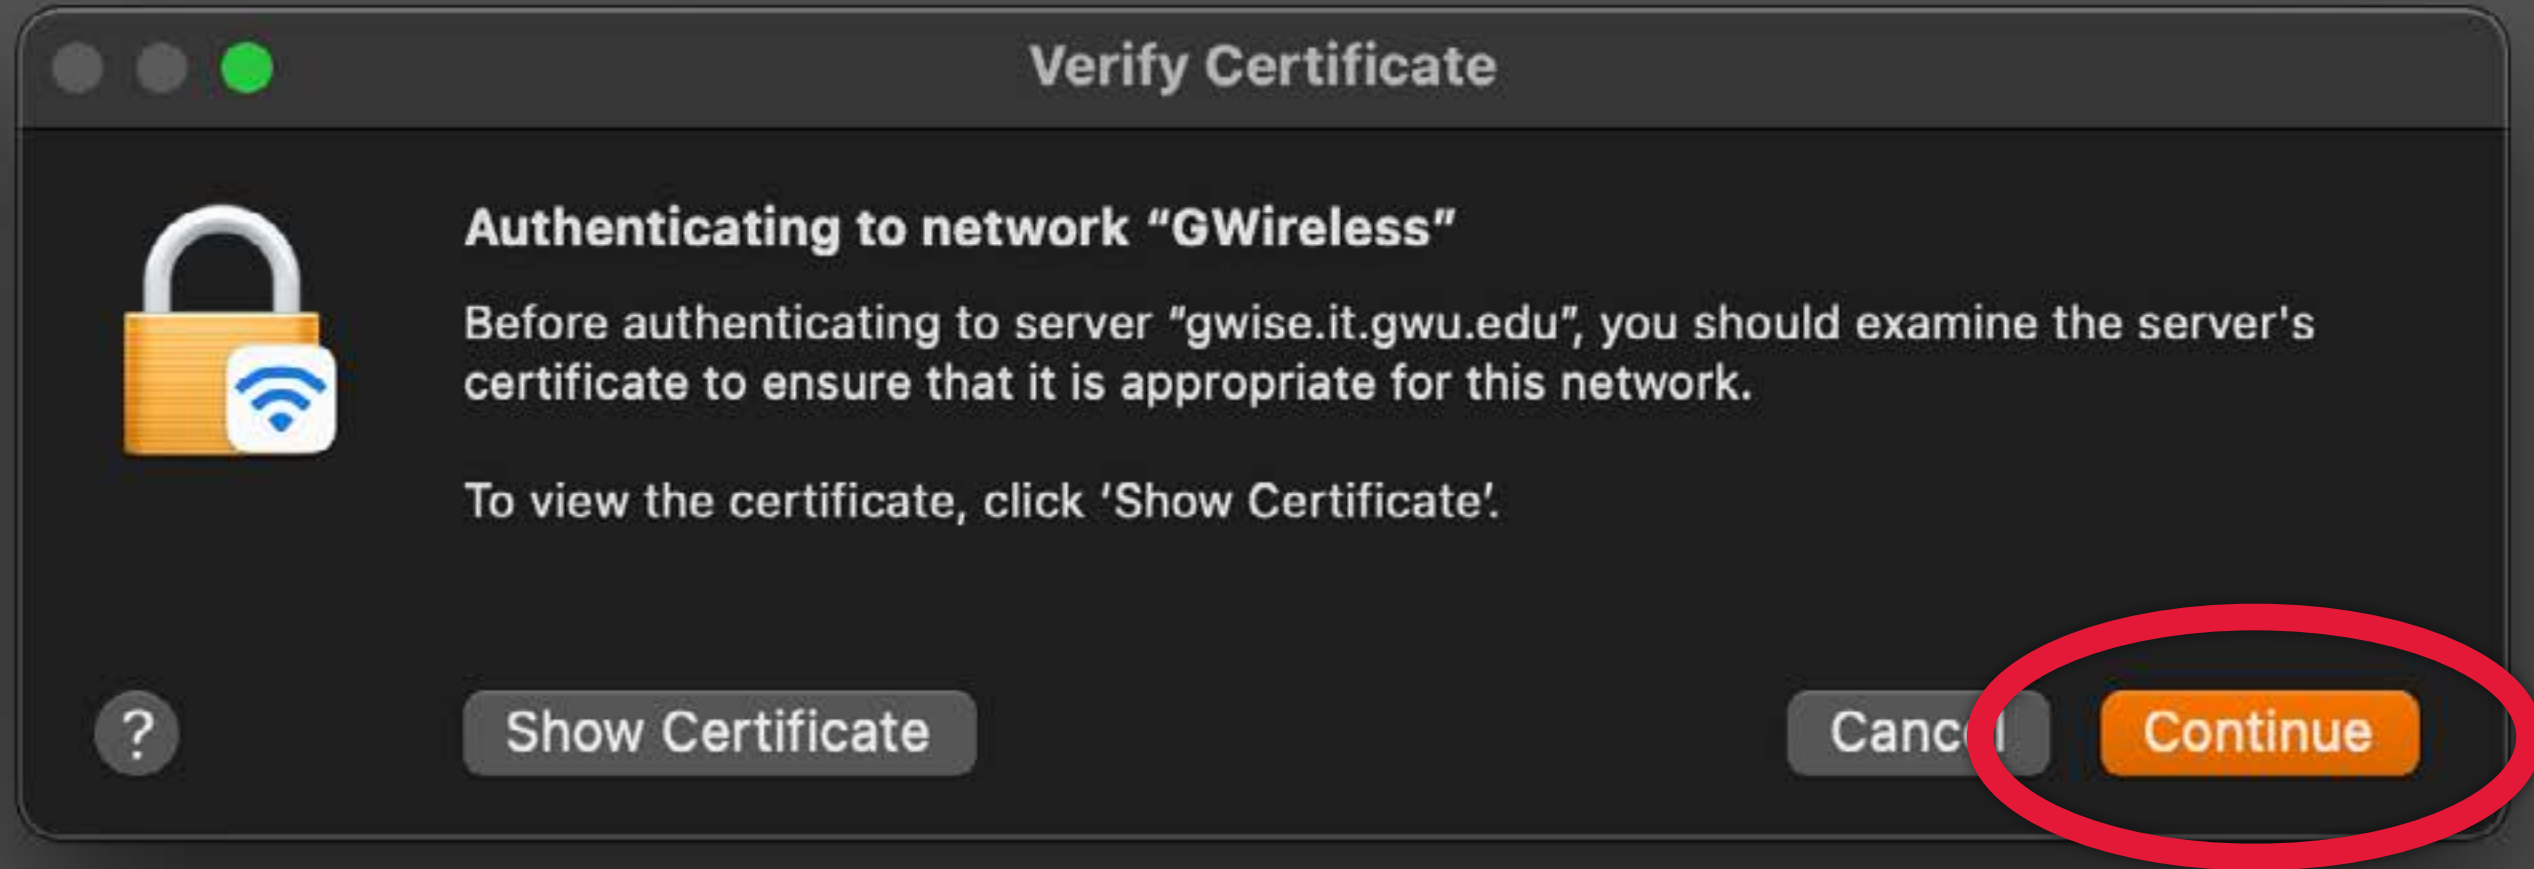 Verify Certificate
Authenticating to network “GWireless”
Before authenticating to server "gwise.it.gwu.edu", you should examine the server's
certificate to ensure that it is appropriate for this network.
To view the certificate, click 'Show Certificate'.
?
Show Certificate
Cancel
Continue